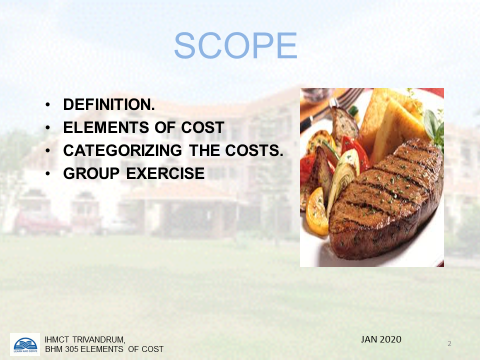 SCOPE
• DEFINITION.
• ELEMENTS OF COST
• CATEGORIZING THE COSTS.
• GROUP EXERCISE
IHMCT TRIVANDRUM,
BHM 305 ELEMENTS OF COST
JAN 2020
2